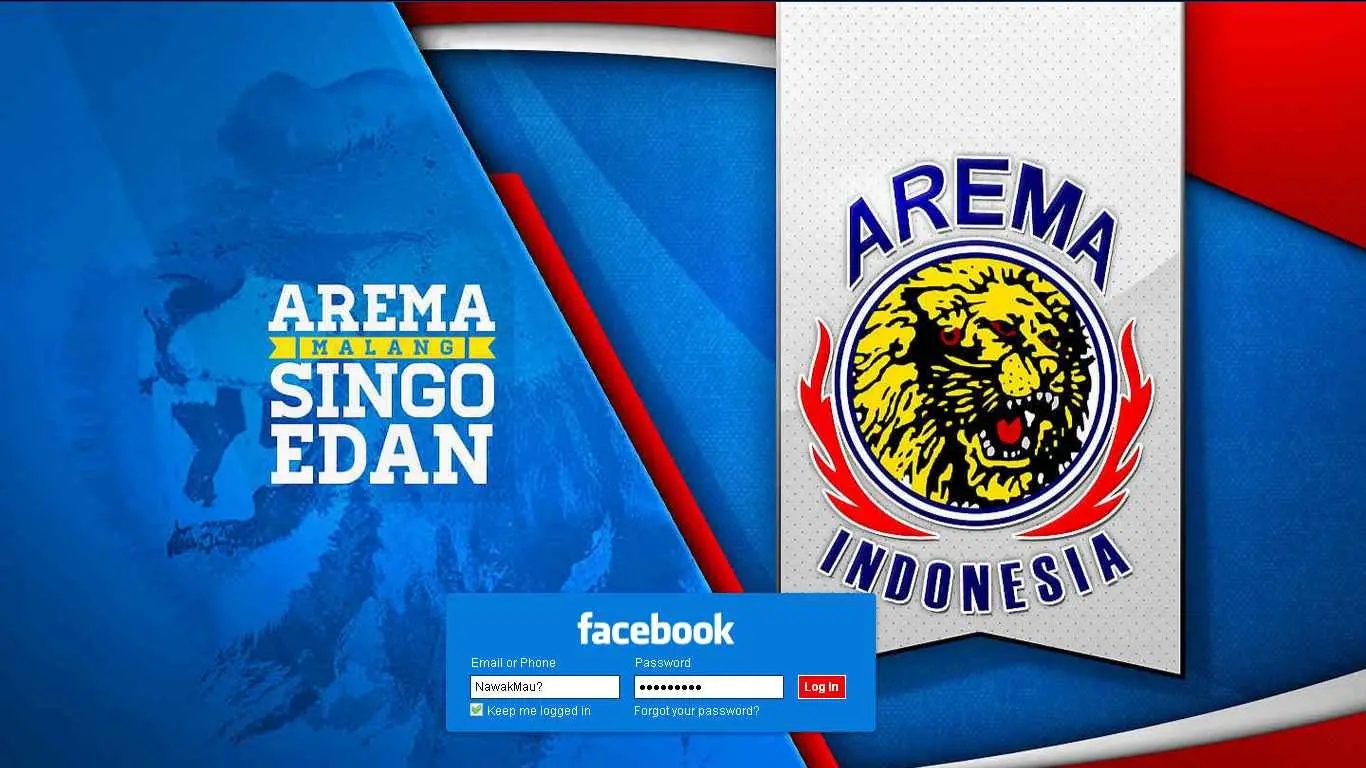 AREMA
MALANG
SINGO
EDAN
AREMA
INDONESIA
facebook
Email or Phone
Password
NawakMau?
•••••••••
Log In
Keep me logged in
Forgot your password?